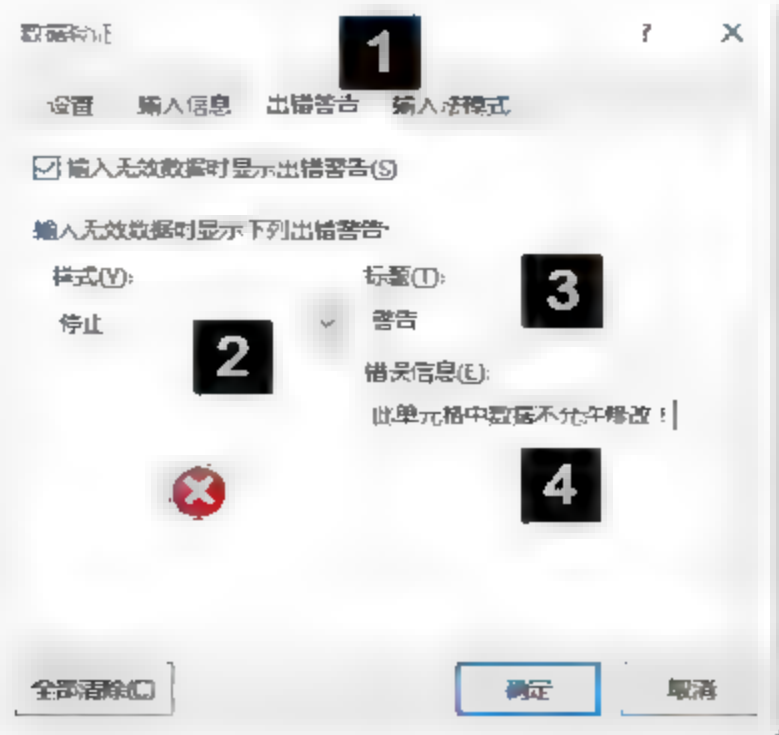 数据验证 ? ×
1
设置 输入信息 出错警告 输入法模式
输入无效数据时显示出错警告(S)
输入无效数据时显示下列出错警告:
样式(Y): 标题(T):
3
停止 警告
2
错误信息(E):
此单元格中数据不允许修改！
4
全部清除(C) 确定 取消